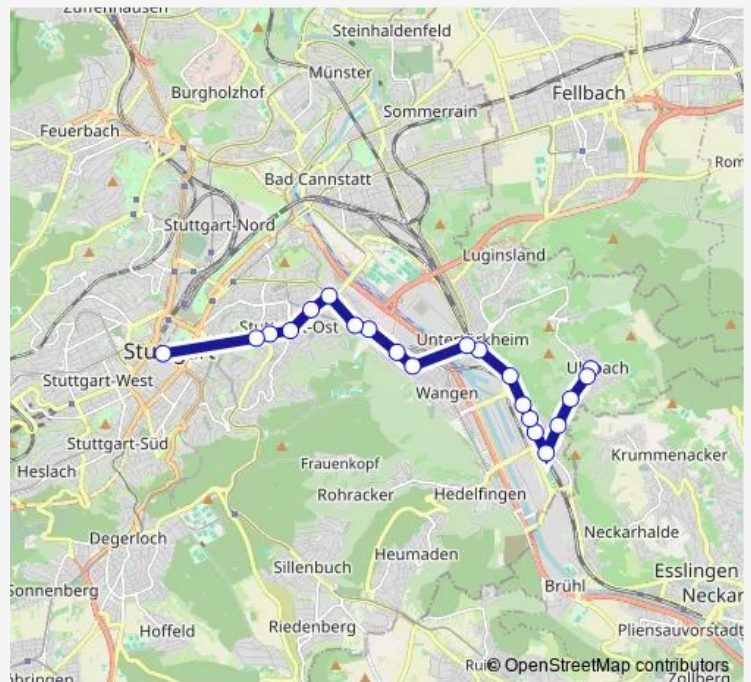 Zuffenhausen
Steinhaldenfeld
Münster
Burgholzhof
Fellbach
Sommerrain
Feuerbach
Rom
Bad Cannstatt
Stuttgart-Nord
Luginsland
Untertürkheim
Stuttgart-West
Wangen
Stuttgart-Süd
Krummenacker
Frauenkopf
Heslach
Rohracker
Hedelfingen
Neckarhalde
Degerloch
Heumaden
Sillenbuch
Esslingen
Brühl
Neckar
Sonnenberg
Hoffeld
Riedenberg
Pliensauvorstadt
© OpenStreetMap contributors
Zollberg